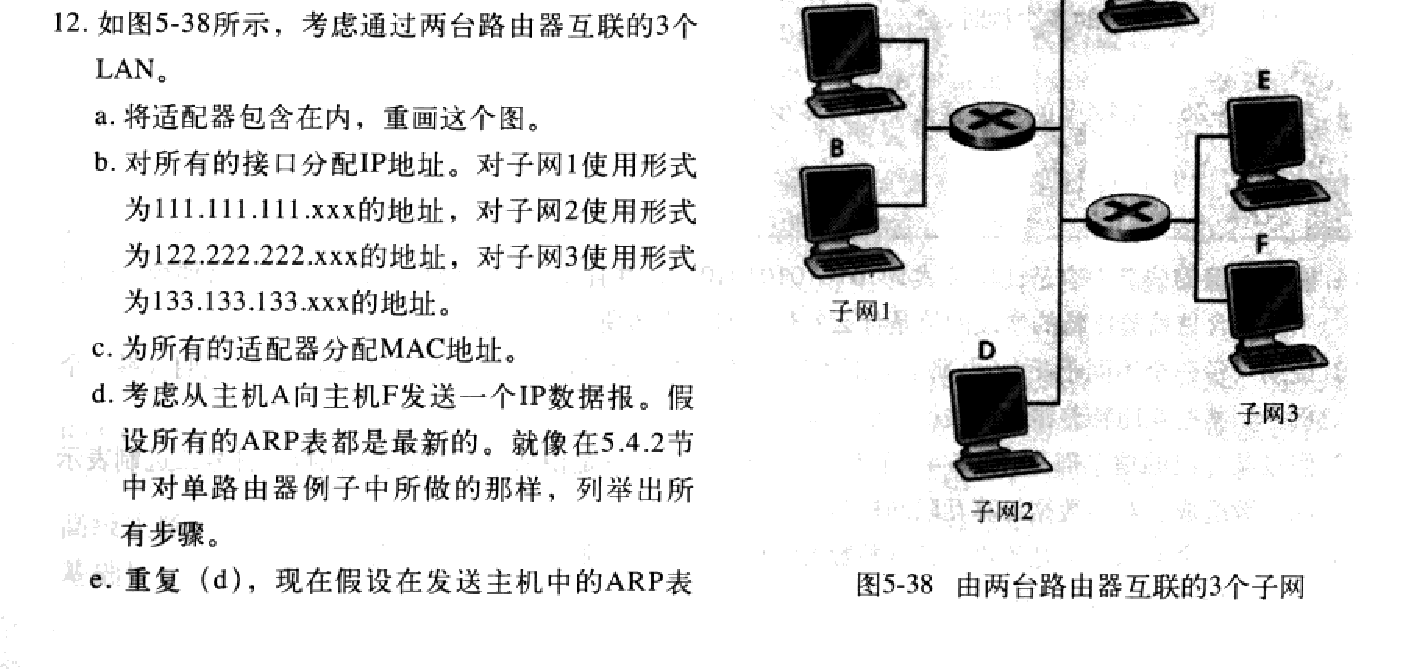 12. 如图5-38所示，考虑通过两台路由器互联的3个
LAN。
a. 将适配器包含在内，重画这个图。
b. 对所有的接口分配IP地址。对子网1使用形式
为111.111.111.xxx的地址，对子网2使用形式
为122.222.222.xxx的地址，对子网3使用形式
为133.133.133.xxx的地址。
c. 为所有的适配器分配MAC地址。
d. 考虑从主机A向主机F发送一个IP数据报。假
设所有的ARP表都是最新的。就像在5.4.2节
中对单路由器例子中所做的那样，列举出所
有步骤。
e. 重复（d），现在假设在发送主机中的ARP表
E
B
F
子网1
D
子网3
子网2
图5-38 由两台路由器互联的3个子网